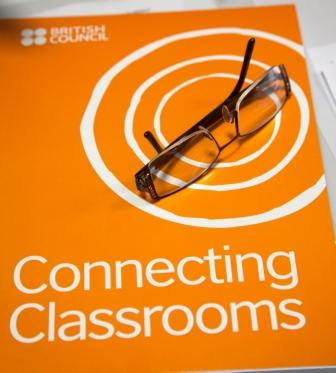 BRITISH
COUNCIL
Connecting
Classrooms